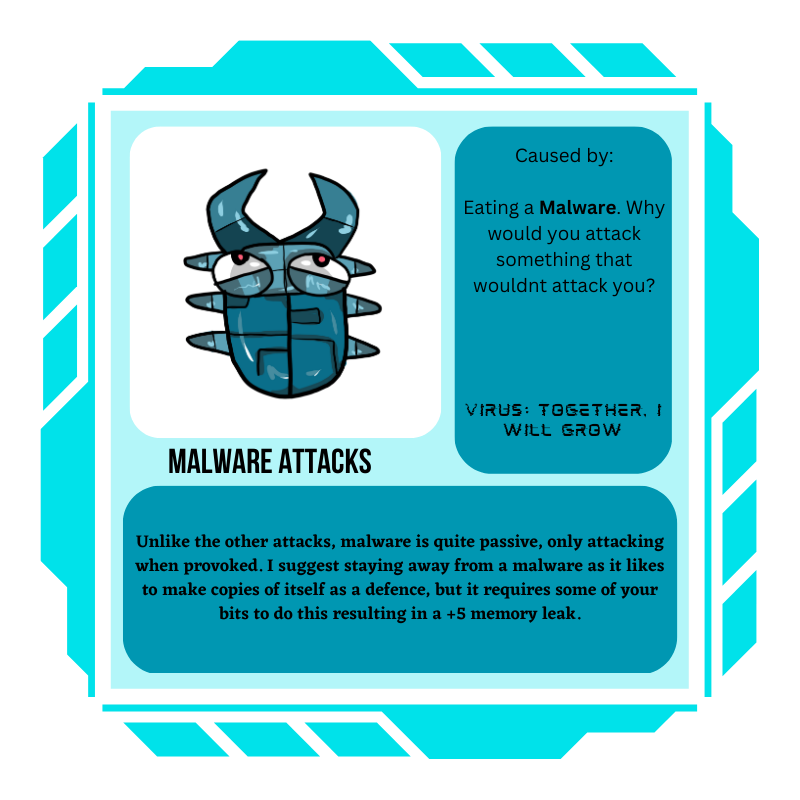 Caused by:
Eating a Malware. Why
would you attack
something that
wouldnt attack you?
VIRUS: TOGETHER, I
WILL GROW
MALWARE ATTACKS
Unlike the other attacks, malware is quite passive, only attacking
when provoked. I suggest staying away from a malware as it likes
to make copies of itself as a defence, but it requires some of your
bits to do this resulting in a +5 memory leak.